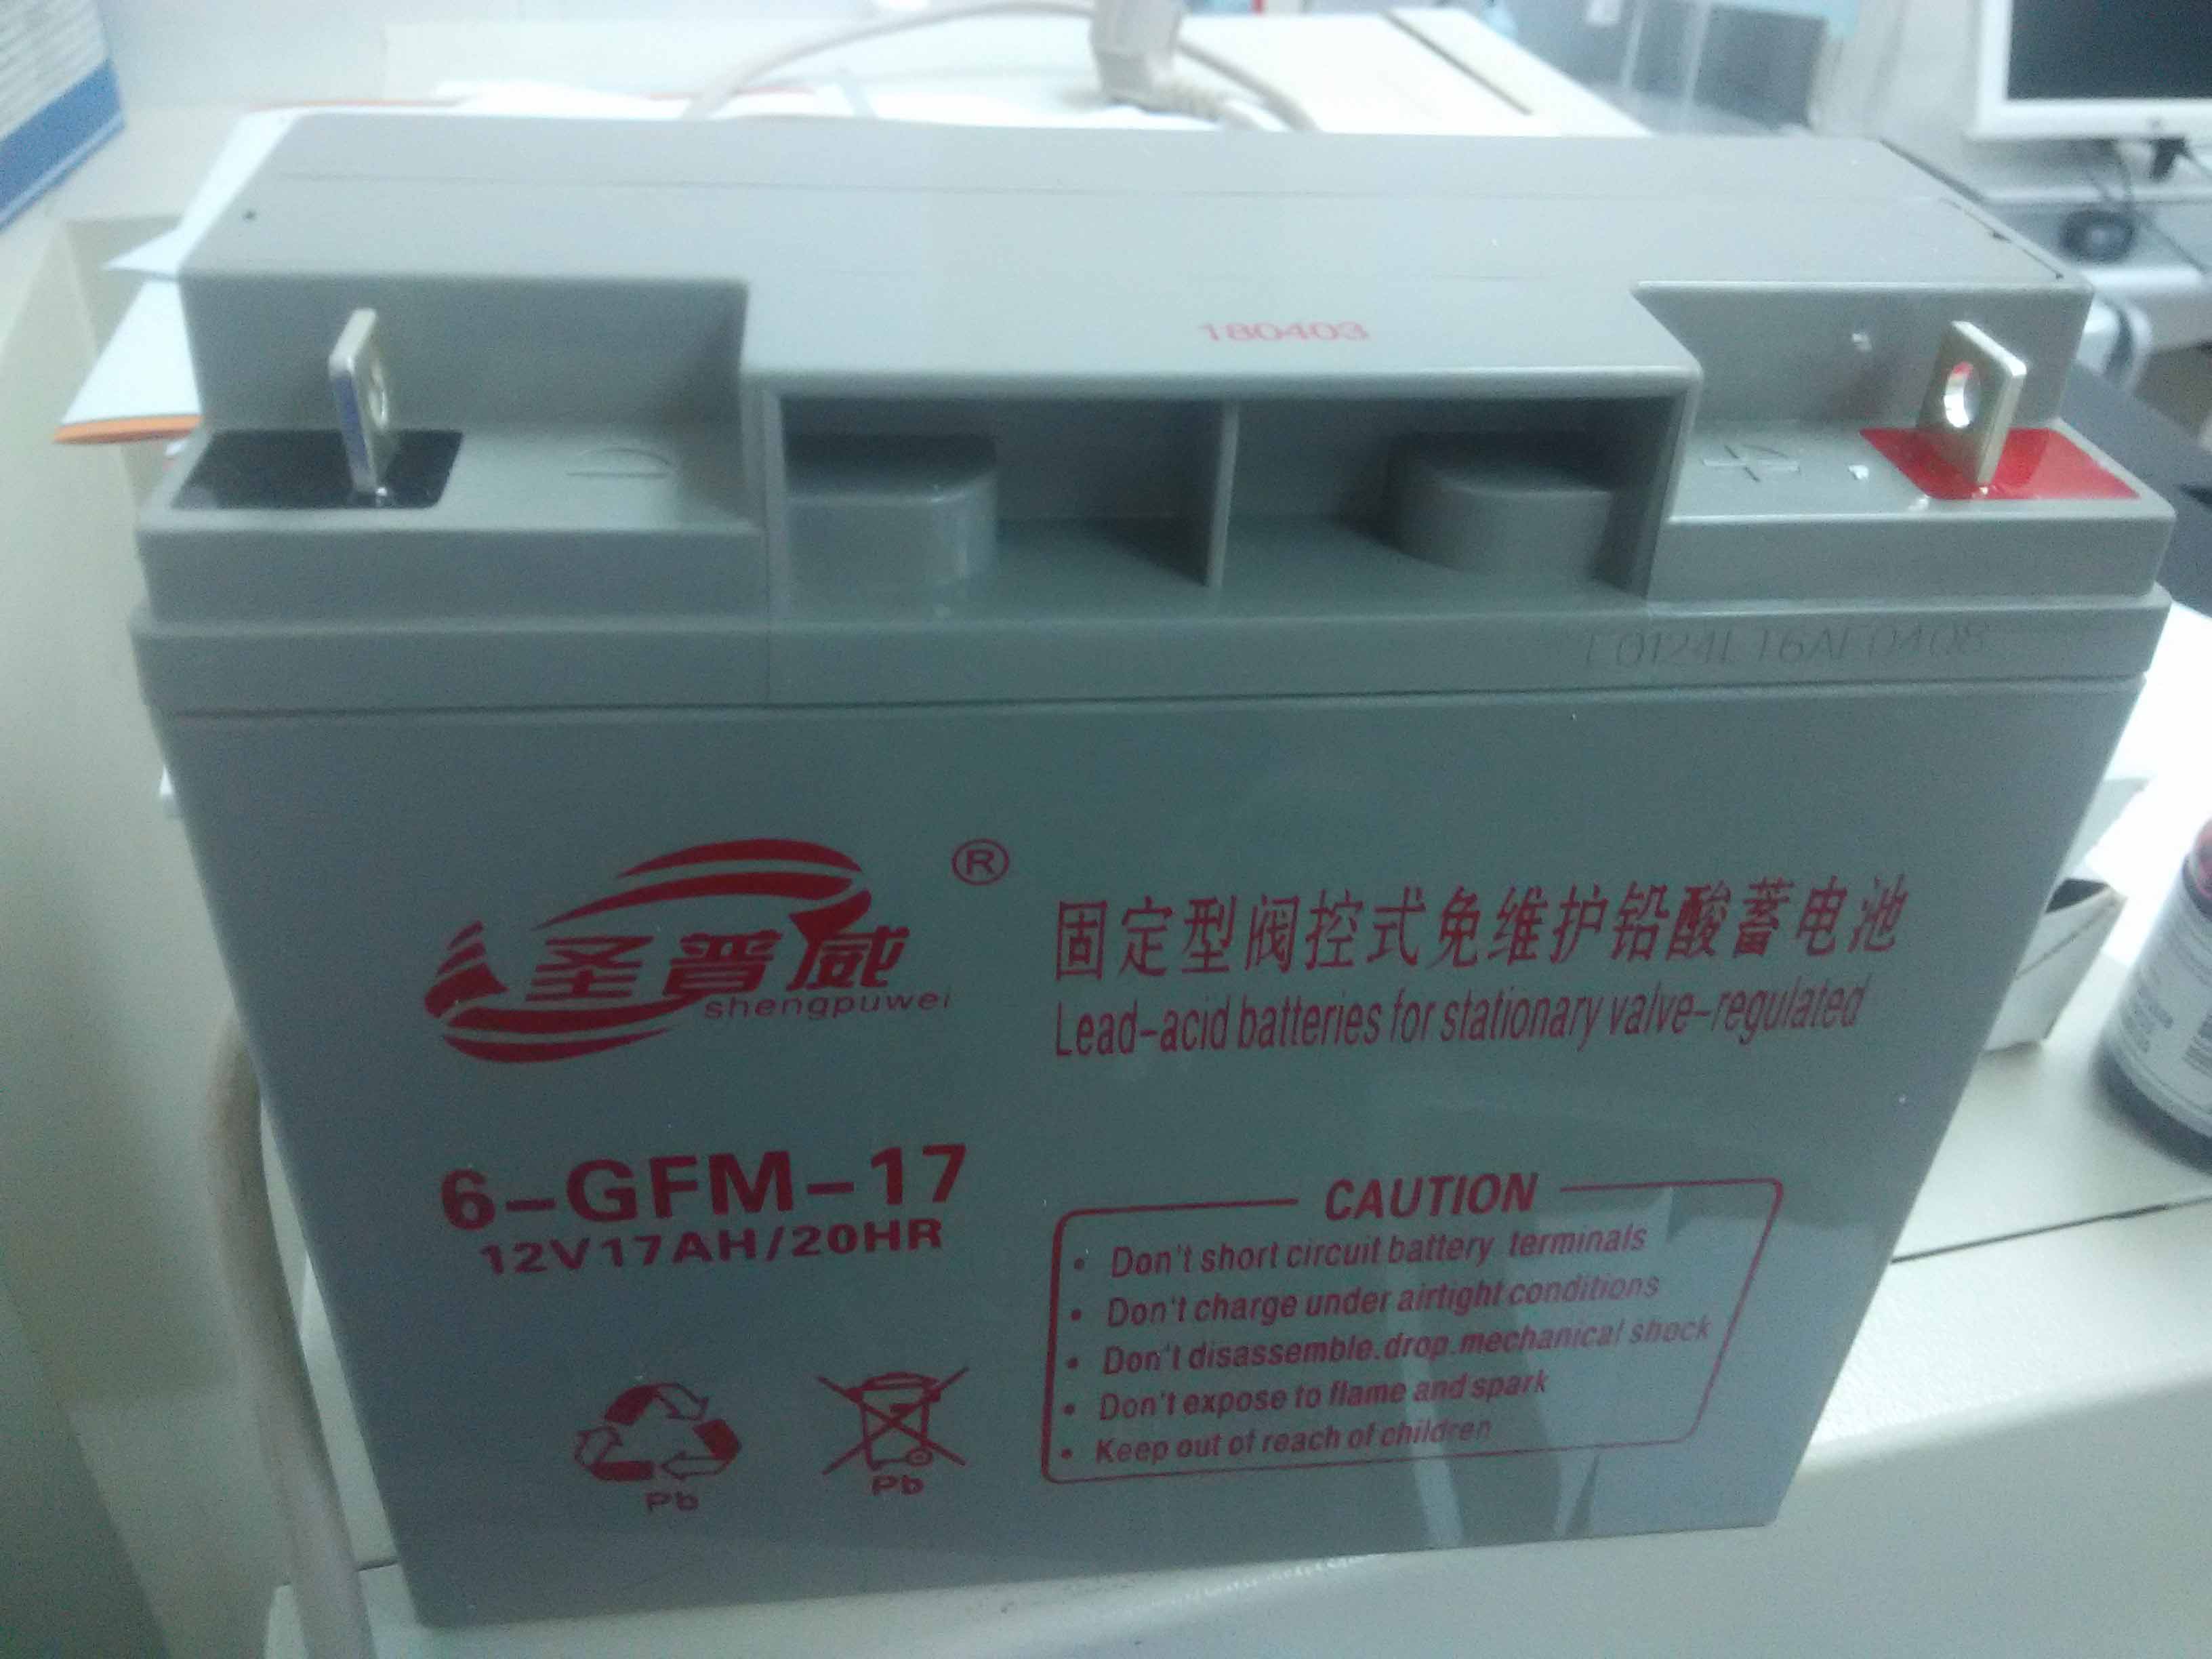 180403
圣普威®
shengpuwei
固定型阀控式免维护铅酸蓄电池
Lead-acid batteries for stationary valve-regulated
6-GFM-17
12V17AH/20HR
CAUTION
• Don't short circuit battery terminals
• Don't charge under airtight conditions
• Don't disassemble.drop.mechanical shock
• Don't expose to flame and spark
• Keep out of reach of children
Pb
Pb